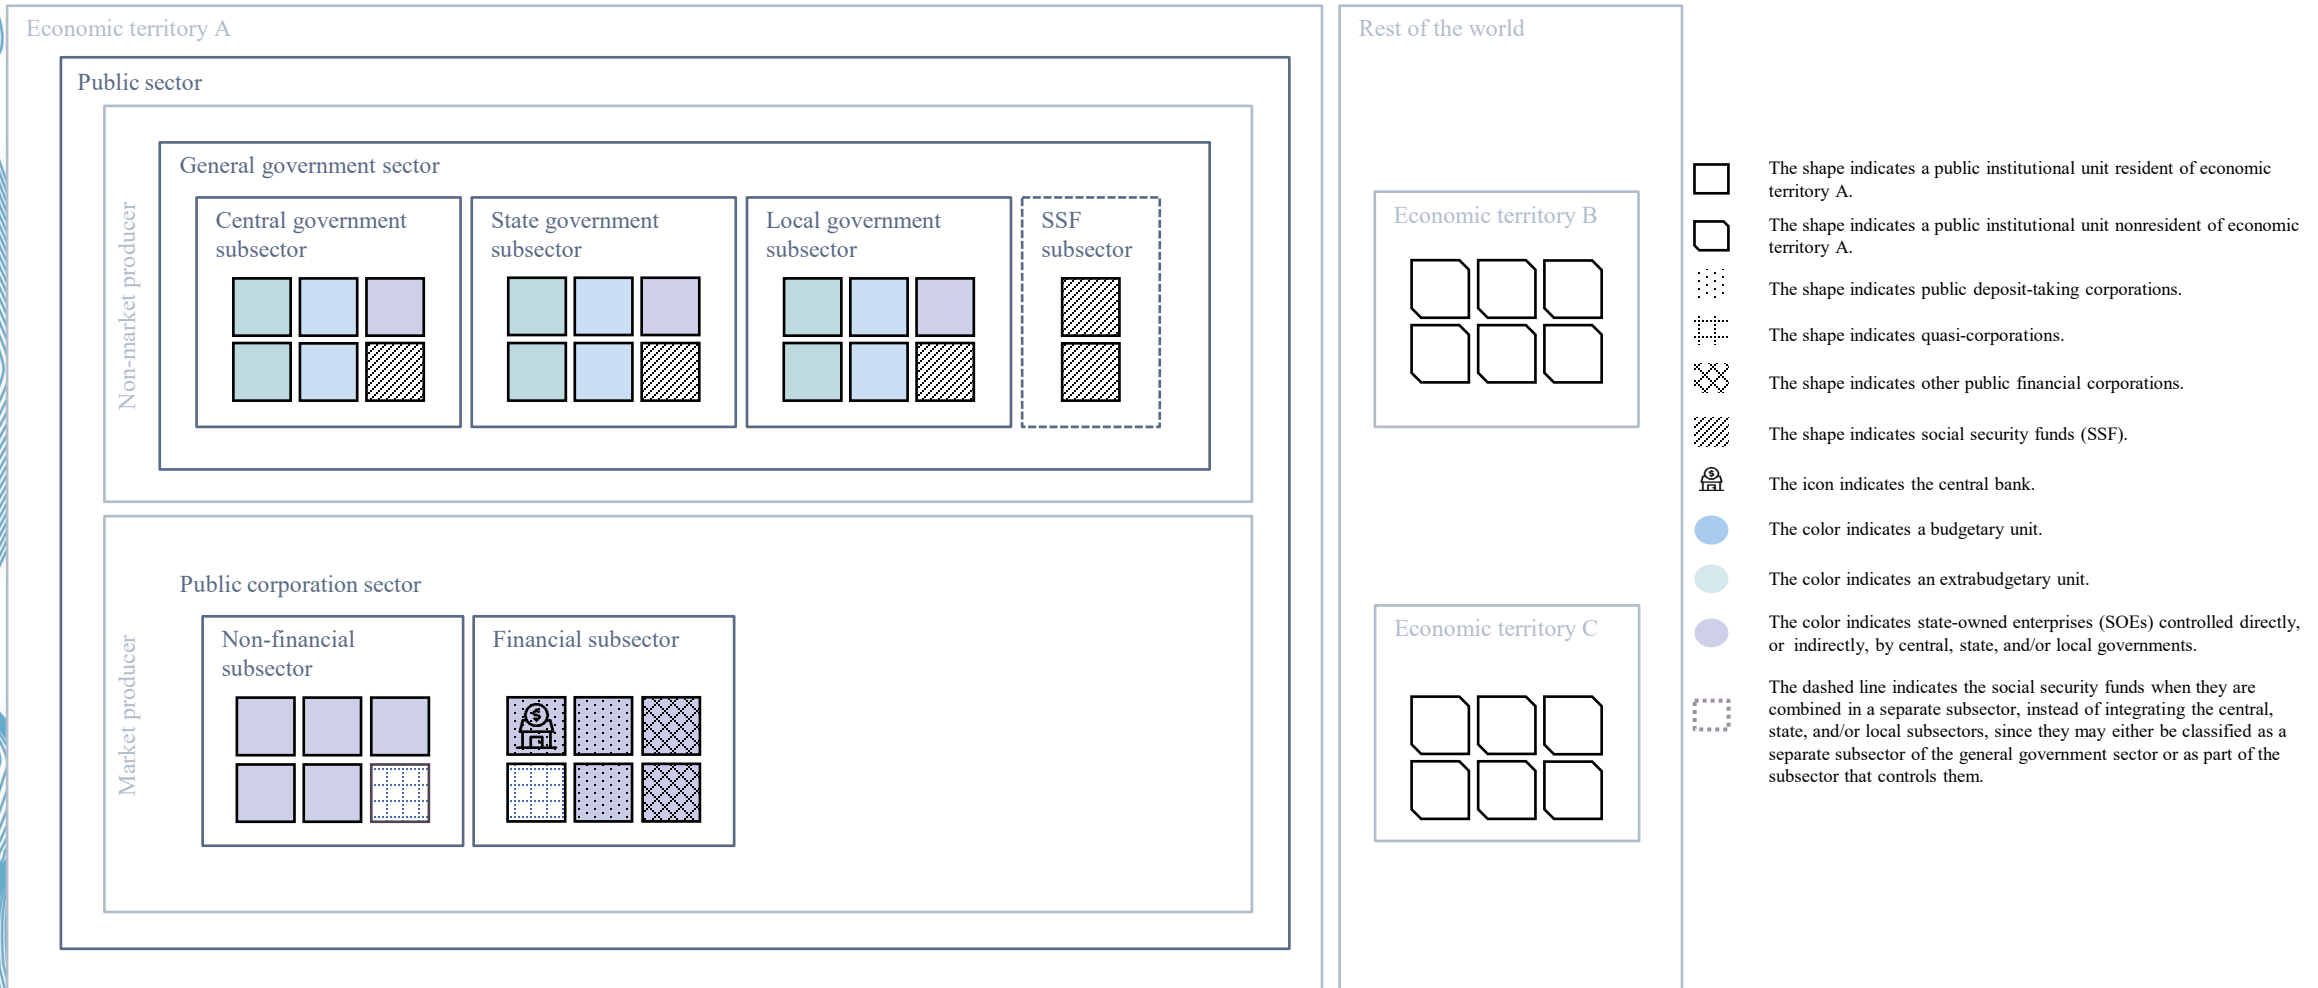 Economic territory A
Public sector
Non-market producer
General government sector
Central government
subsector
State government
subsector
Local government
subsector
SSF
subsector
Market producer
Public corporation sector
Non-financial
subsector
Financial subsector
$
Rest of the world
Economic territory B
Economic territory C
The shape indicates a public institutional unit resident of economic
territory A.
The shape indicates a public institutional unit nonresident of economic
territory A.
The shape indicates public deposit-taking corporations.
The shape indicates quasi-corporations.
The shape indicates other public financial corporations.
The shape indicates social security funds (SSF).
$
The icon indicates the central bank.
The color indicates a budgetary unit.
The color indicates an extrabudgetary unit.
The color indicates state-owned enterprises (SOEs) controlled directly,
or indirectly, by central, state, and/or local governments.
The dashed line indicates the social security funds when they are
combined in a separate subsector, instead of integrating the central,
state, and/or local subsectors, since they may either be classified as a
separate subsector of the general government sector or as part of the
subsector that controls them.